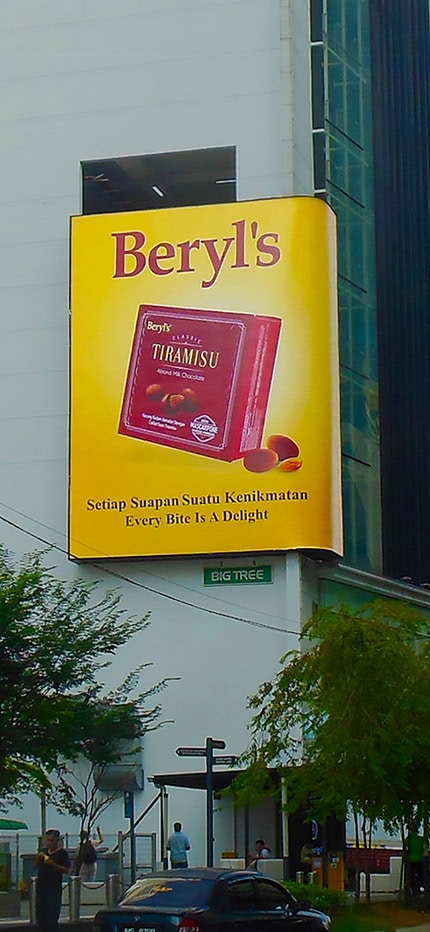 Beryl's
Beryl's
CLASSIC
TIRAMISU
Almond Milk Chocolate
MASCARPONE
Setiap Suapan Suatu Kenikmatan
Every Bite Is A Delight
BIG TREE